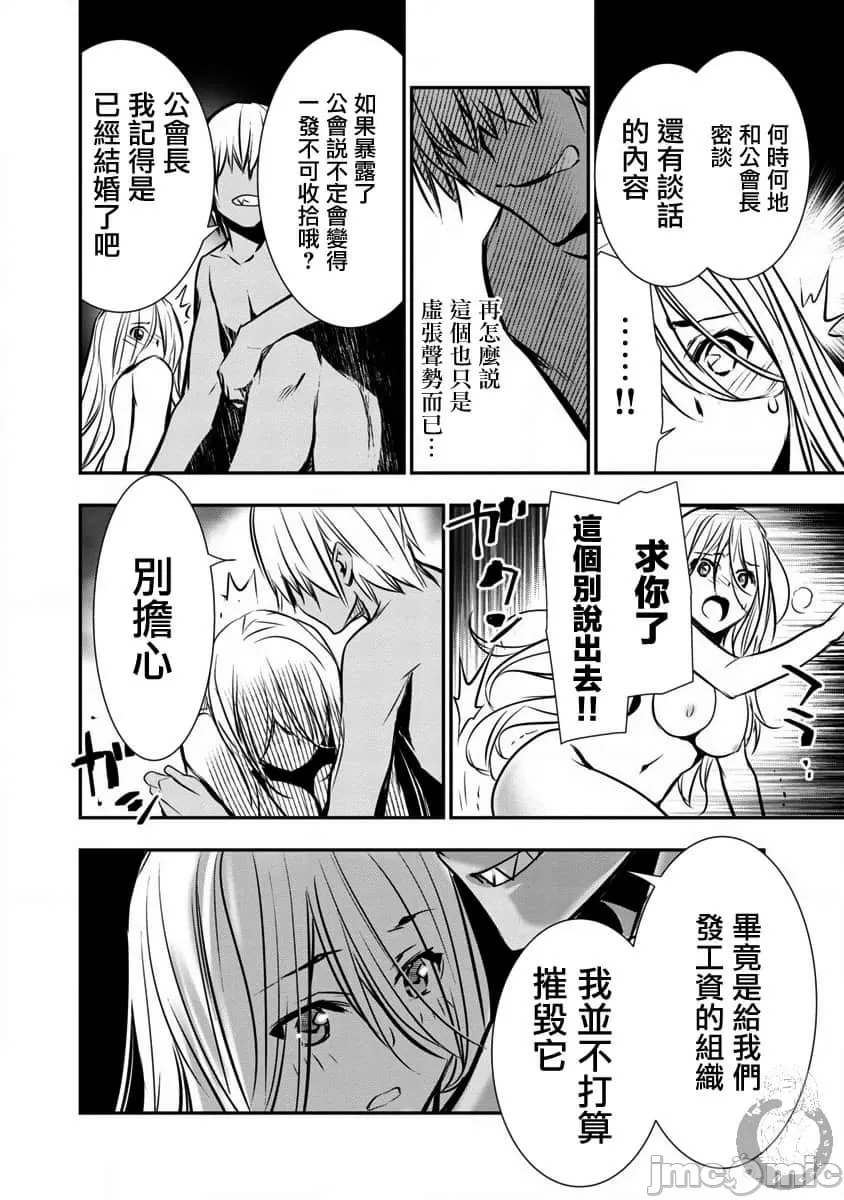 何時何地
和公會長
密談
還有談話
的內容
……!!
再怎麼說
這個也只是
虛張聲勢而已…
如果暴露了
公會說不定會變得
一發不可收拾哦?
公會長
我記得是
已經結婚了吧
求你了
這個別說出去!!
ガクッ
ガバ
別擔心
ガタ
畢竟是給我們
發工資的組織
我並不打算
摧毀它
jmcomic